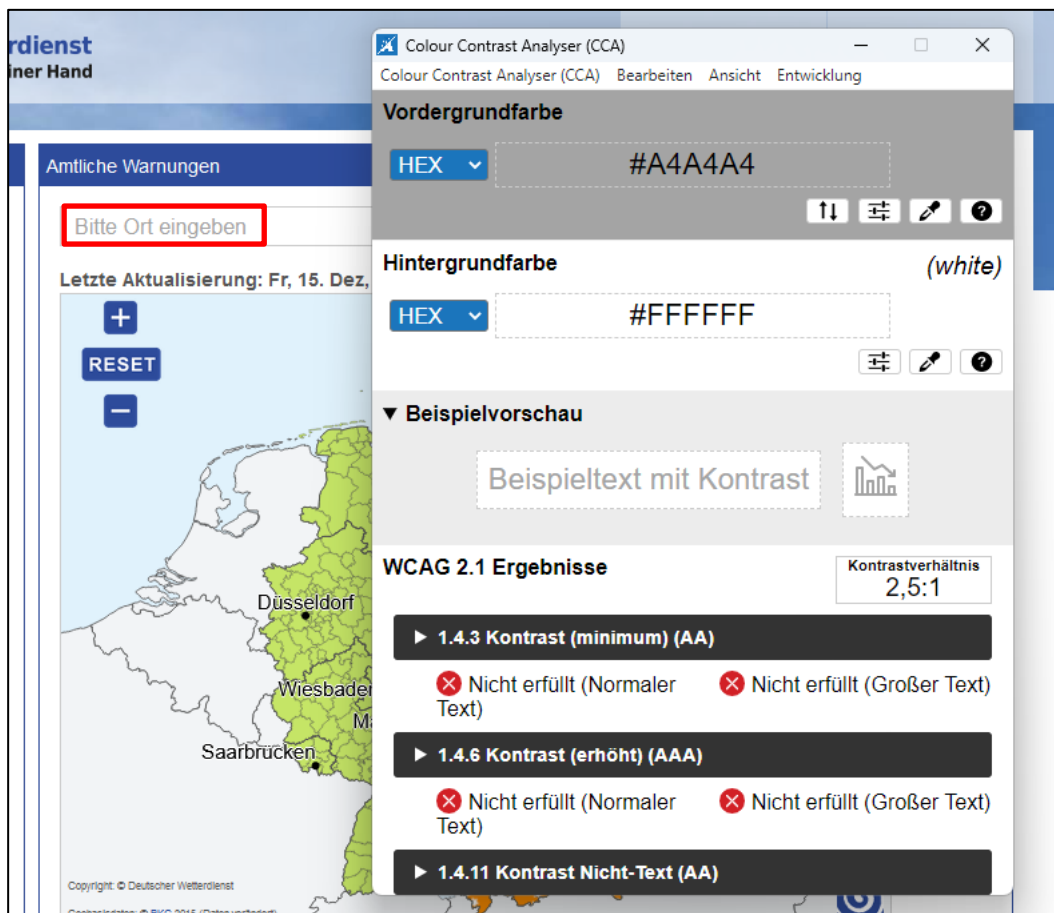 rdienst
iner Hand
Amtliche Warnungen
Bitte Ort eingeben
Letzte Aktualisierung: Fr, 15. Dez,
+
RESET
−
Düsseldorf
Wiesbaden
Saarbrücken
Copyright: © Deutscher Wetterdienst
Colour Contrast Analyser (CCA)
Colour Contrast Analyser (CCA) Bearbeiten Ansicht Entwicklung
Vordergrundfarbe
HEX #A4A4A4
Hintergrundfarbe (white)
HEX #FFFFFF
▼ Beispielvorschau
Beispieltext mit Kontrast
WCAG 2.1 Ergebnisse
Kontrastverhältnis
2,5:1
▶ 1.4.3 Kontrast (minimum) (AA)
Nicht erfüllt (Normaler
Text)
Nicht erfüllt (Großer Text)
▶ 1.4.6 Kontrast (erhöht) (AAA)
Nicht erfüllt (Normaler
Text)
Nicht erfüllt (Großer Text)
▶ 1.4.11 Kontrast Nicht-Text (AA)